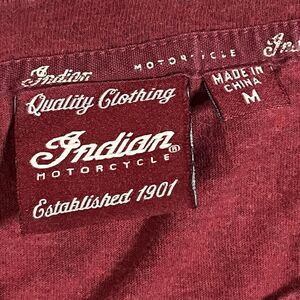 Indian MOTORCYCLE
Quality Clothing
Indian®
MOTORCYCLE
Established 1901
MADE IN
CHINA
M